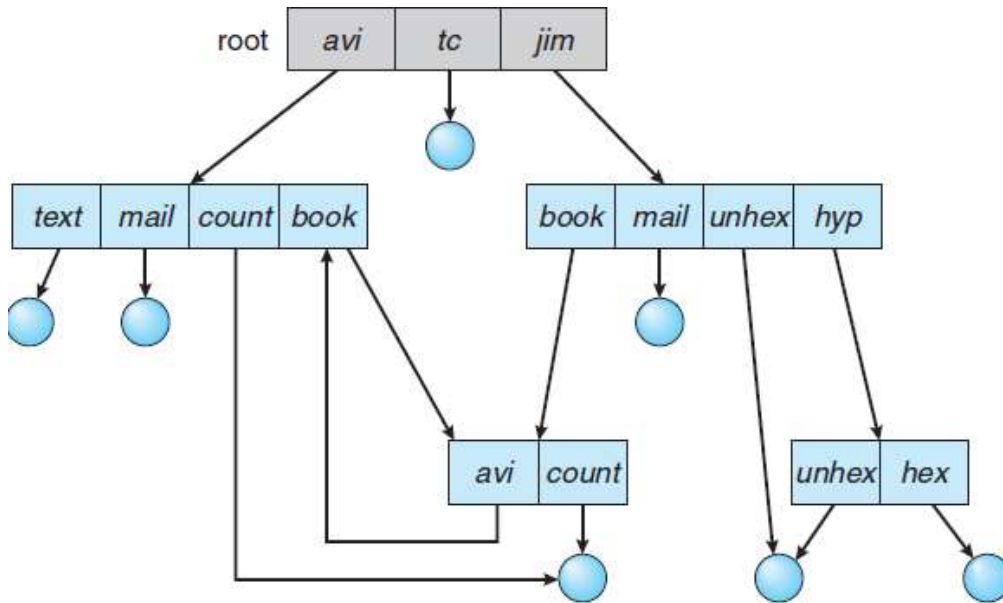 root avi tc jim
text mail count book
book mail unhex hyp
avi count
unhex hex